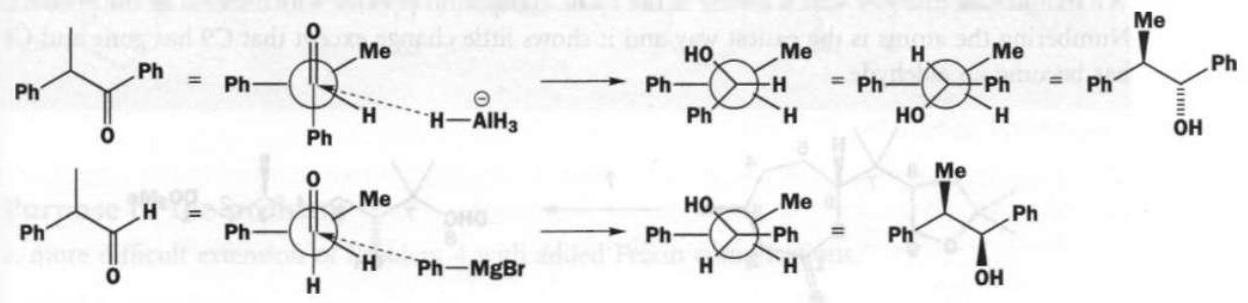 Me
O
Ph Me HO Me H Me Ph
Ph = Ph Ph H = Ph Ph = Ph
O H H—AlH₃ ⊖ Ph H HO H OH
Ph
O Me
H Me HO Me Ph
Ph = Ph Ph Ph = Ph
O H Ph—MgBr H H OH
H